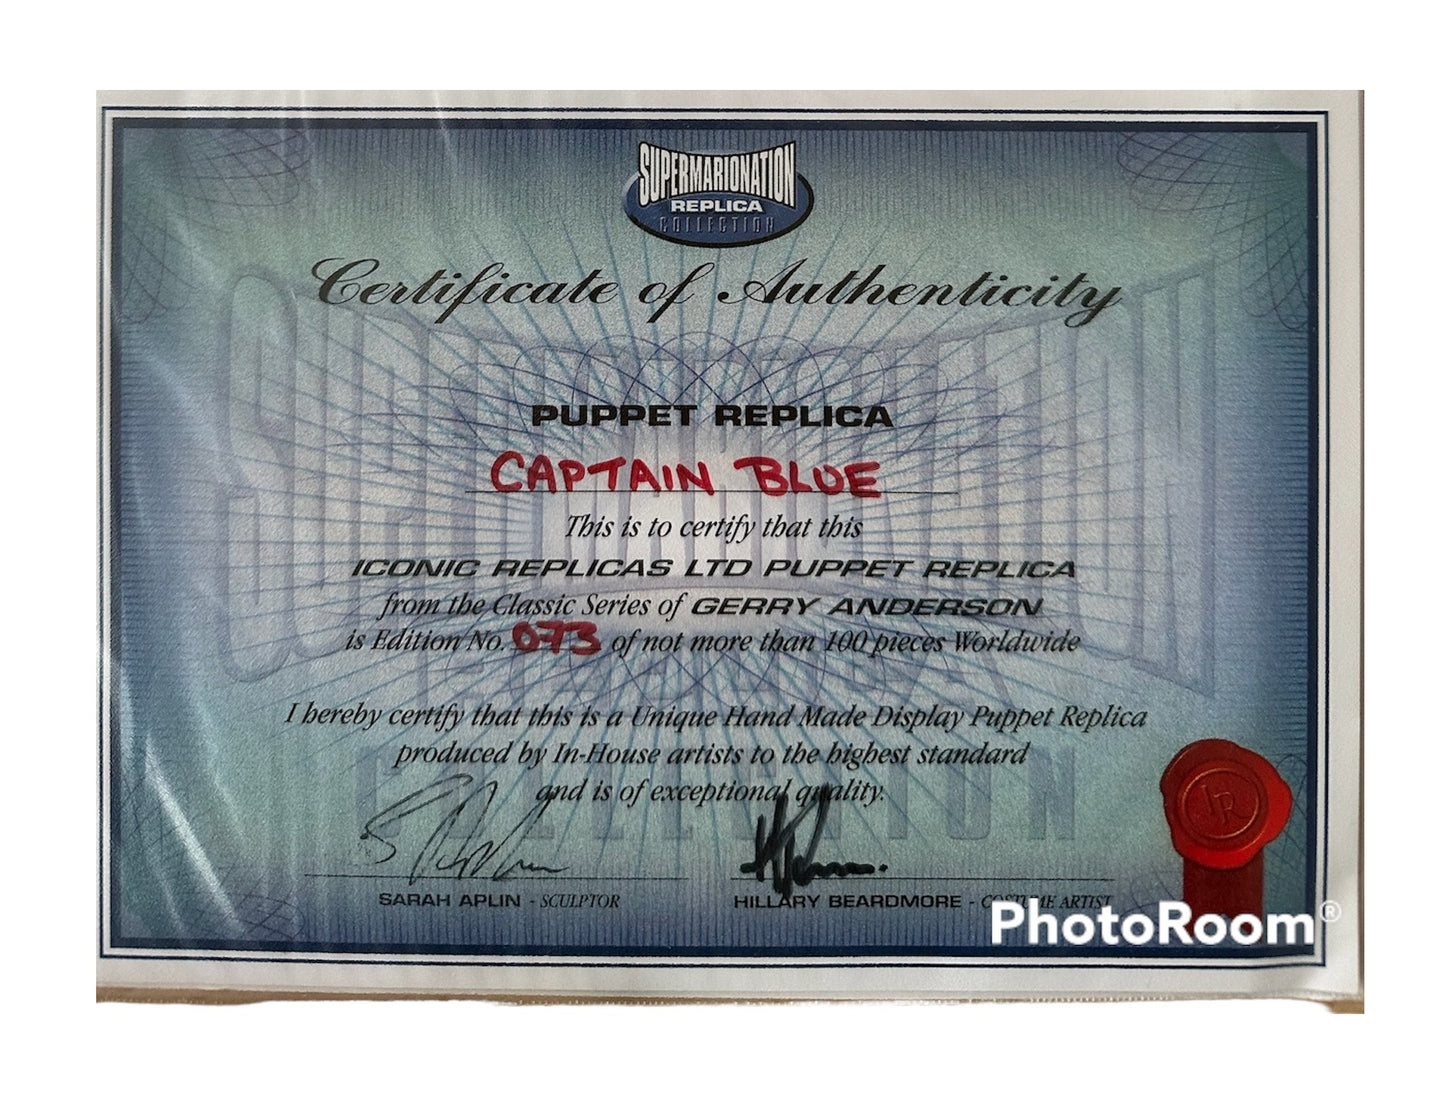 SUPERMARIONATION
REPLICA
COLLECTION
Certificate of Authenticity
PUPPET REPLICA
CAPTAIN BLUE
This is to certify that this
ICONIC REPLICAS LTD PUPPET REPLICA
from the Classic Series of GERRY ANDERSON
is Edition No. 073 of not more than 100 pieces Worldwide
I hereby certify that this is a Unique Hand Made Display Puppet Replica
produced by In-House artists to the highest standard
and is of exceptional quality.
SARAH APLIN - SCULPTOR
HILLARY BEARDMORE - COSTUME ARTIST
IR
PhotoRoom®